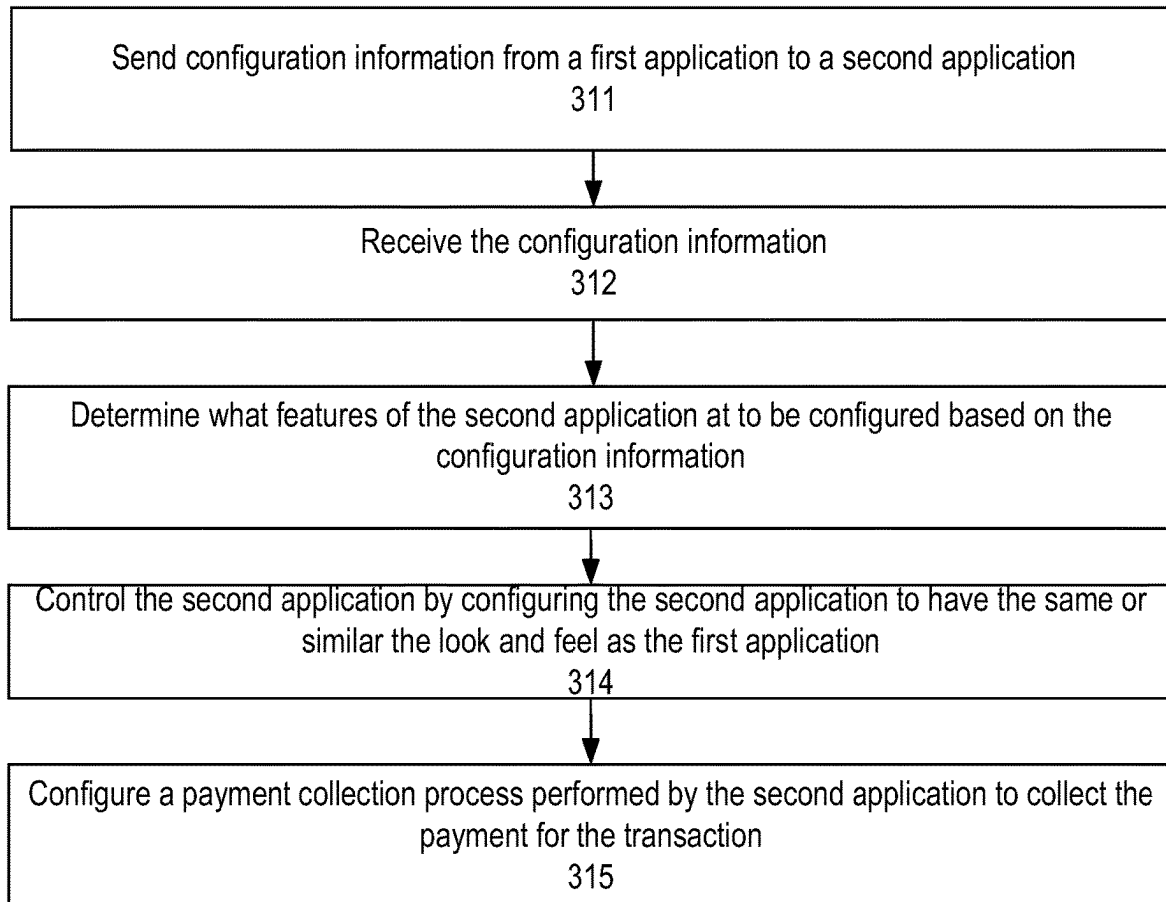 Send configuration information from a first application to a second application
311
Receive the configuration information
312
Determine what features of the second application at to be configured based on the
configuration information
313
Control the second application by configuring the second application to have the same or
similar the look and feel as the first application
314
Configure a payment collection process performed by the second application to collect the
payment for the transaction
315